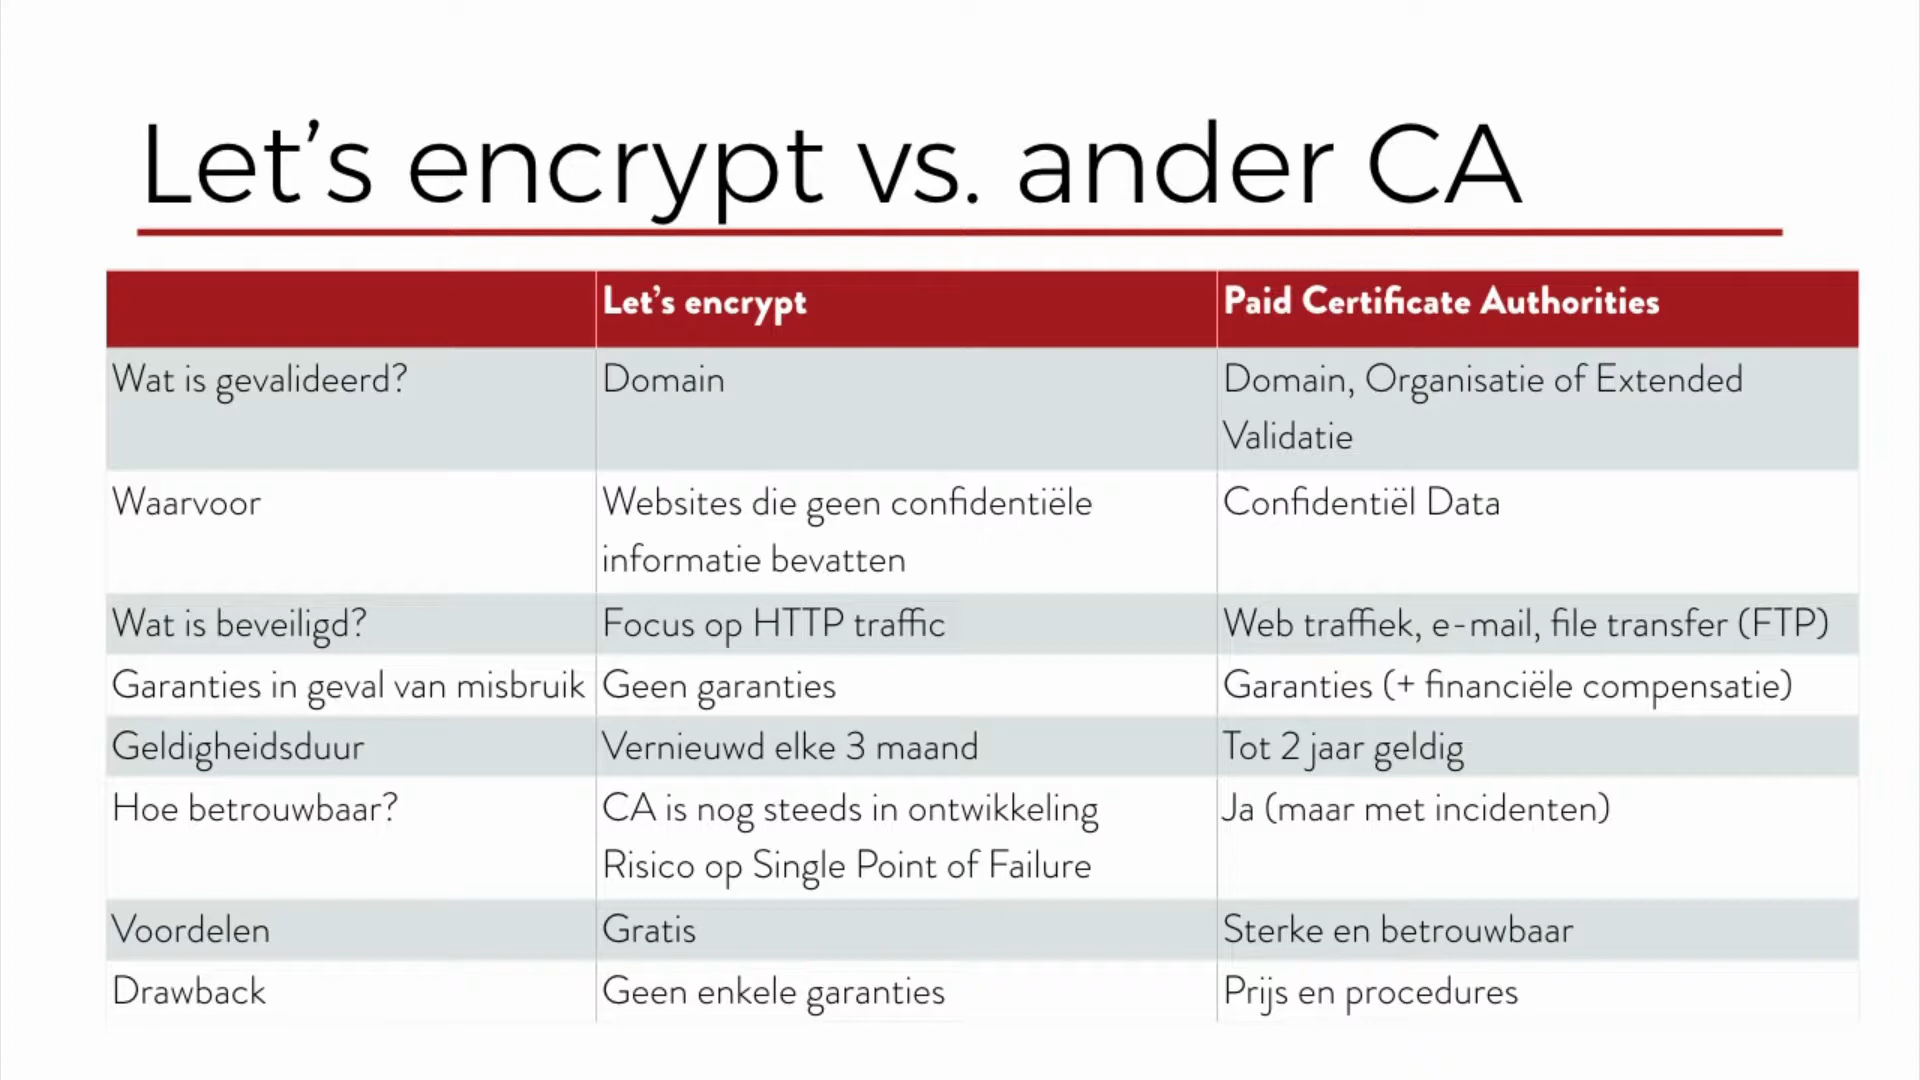 Let's encrypt vs. ander CA
Let's encrypt
Paid Certificate Authorities
Wat is gevalideerd?
Domain
Domain, Organisatie of Extended
Validatie
Waarvoor
Websites die geen confidentiële
informatie bevatten
Confidentiël Data
Wat is beveiligd?
Focus op HTTP traffic
Web traffiek, e-mail, file transfer (FTP)
Garanties in geval van misbruik
Geen garanties
Garanties (+ financiële compensatie)
Geldigheidsduur
Vernieuwd elke 3 maand
Tot 2 jaar geldig
Hoe betrouwbaar?
CA is nog steeds in ontwikkeling
Risico op Single Point of Failure
Ja (maar met incidenten)
Voordelen
Gratis
Sterke en betrouwbaar
Drawback
Geen enkele garanties
Prijs en procedures